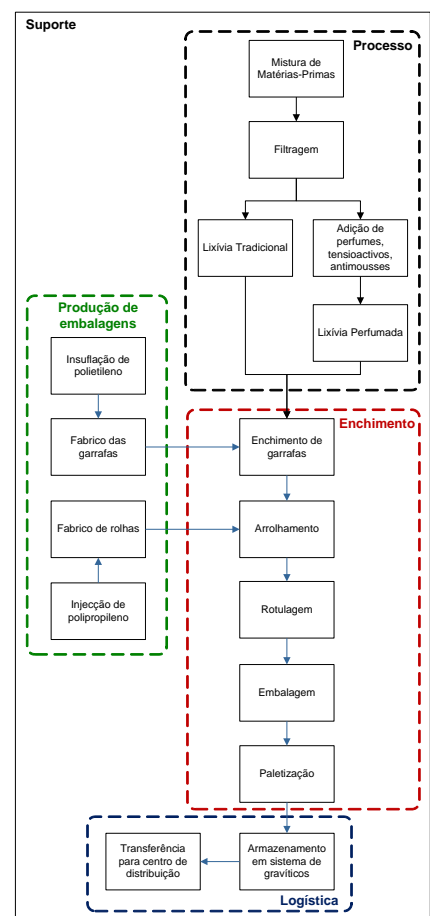 Suporte
Processo
Mistura de
Matérias-Primas
Filtragem
Lixívia Tradicional
Adição de
perfumes,
tensioactivos,
antimousses
Lixívia Perfumada
Produção de
embalagens
Insuflação de
polietileno
Fabrico das
garrafas
Fabrico de rolhas
Injecção de
polipropileno
Enchimento
Enchimento de
garrafas
Arrolhamento
Rotulagem
Embalagem
Paletização
Transferência
para centro de
distribuição
Armazenamento
em sistema de
gravíticos
Logística